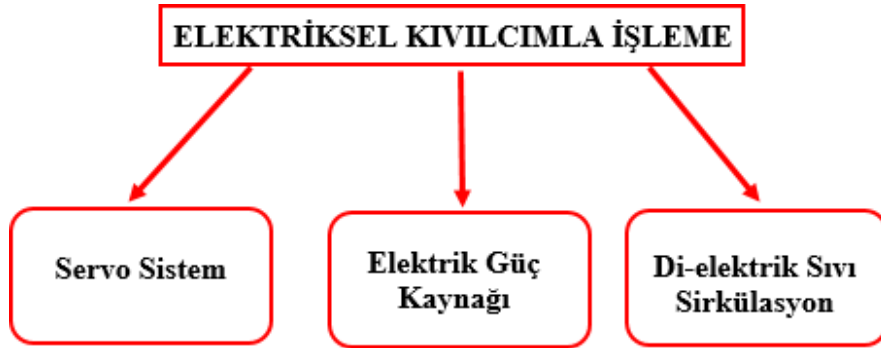 ELEKTRİKSEL KIVILCIMLA İŞLEME
Servo Sistem
Elektrik Güç
Kaynağı
Di-elektrik Sıvı
Sirkülasyon